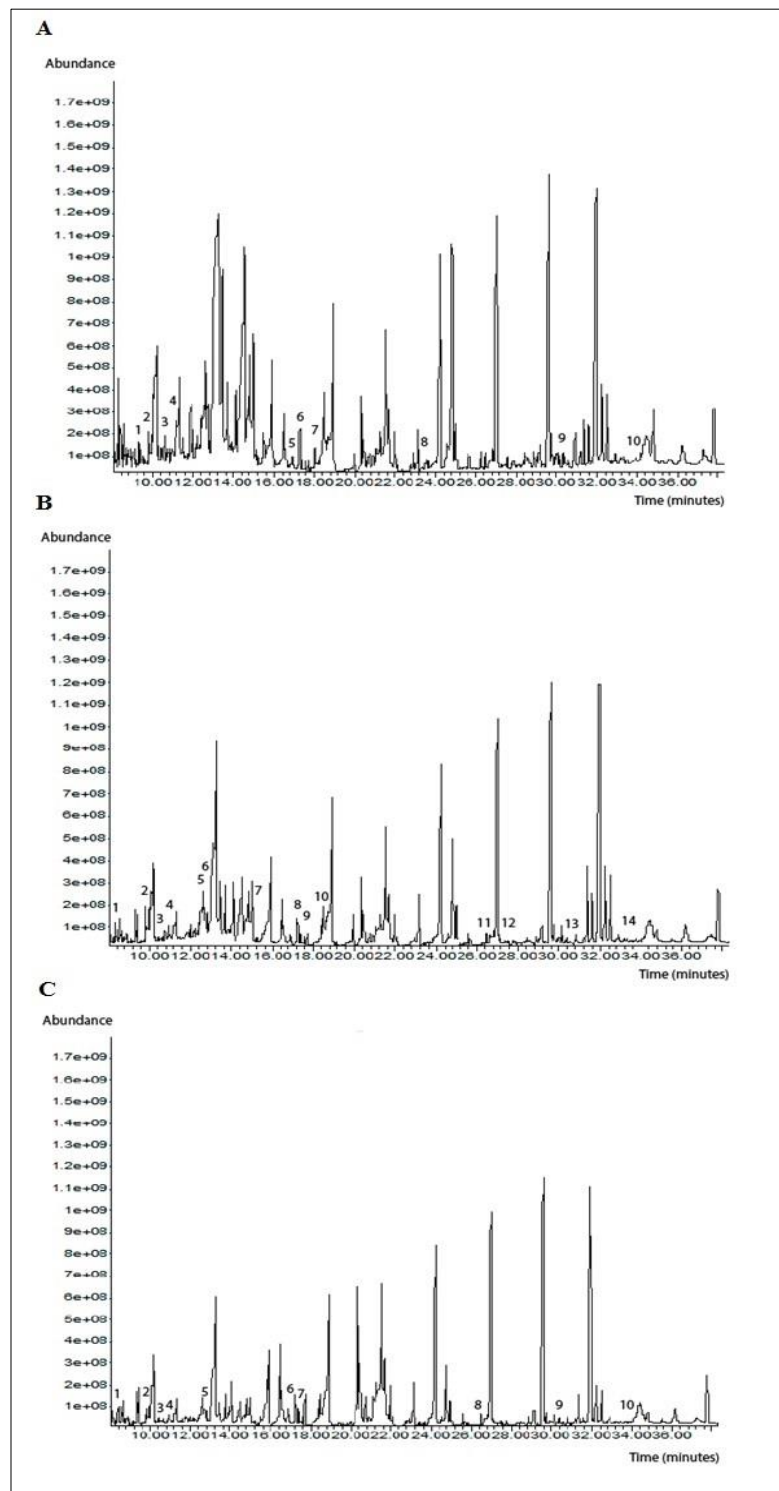 A
Abundance
1.7e+09
1.6e+09
1.5e+09
1.4e+09
1.3e+09
1.2e+09
1.1e+09
1e+09
9e+08
8e+08
7e+08
6e+08
5e+08
4e+08
3e+08
2e+08
1e+08
1 2 3 4 5 6 7 8 9 10
10.00 12.00 14.00 16.00 18.00 20.00 22.00 24.00 26.00 28.00 30.00 32.00 34.00 36.00
Time (minutes)
B
Abundance
1.7e+09
1.6e+09
1.5e+09
1.4e+09
1.3e+09
1.2e+09
1.1e+09
1e+09
9e+08
8e+08
7e+08
6e+08
5e+08
4e+08
3e+08
2e+08
1e+08
1 2 3 4 5 6 7 8 9 10 11 12 13 14
10.00 12.00 14.00 16.00 18.00 20.00 22.00 24.00 26.00 28.00 30.00 32.00 34.00 36.00
Time (minutes)
C
Abundance
1.7e+09
1.6e+09
1.5e+09
1.4e+09
1.3e+09
1.2e+09
1.1e+09
1e+09
9e+08
8e+08
7e+08
6e+08
5e+08
4e+08
3e+08
2e+08
1e+08
1 2 3 4 5 6 7 8 9 10
10.00 12.00 14.00 16.00 18.00 20.00 22.00 24.00 26.00 28.00 30.00 32.00 34.00 36.00
Time (minutes)